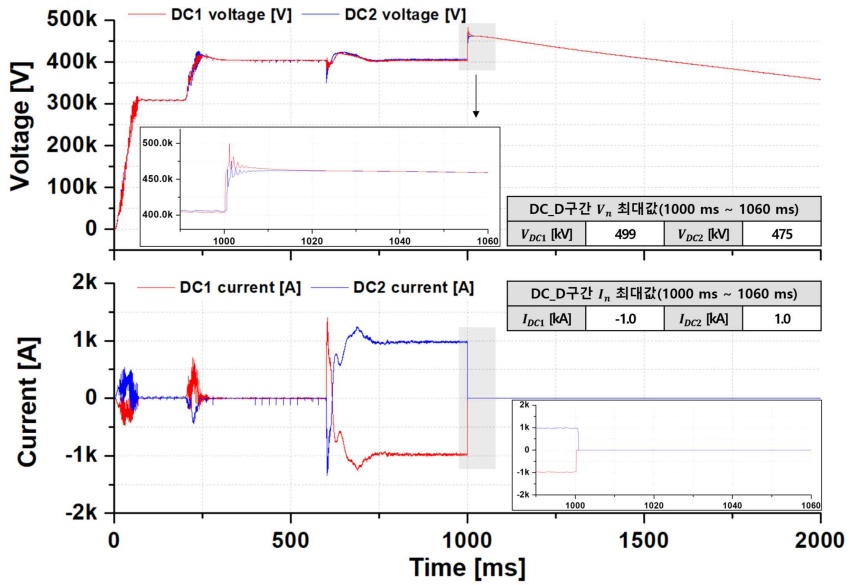 DC1 voltage [V] DC2 voltage [V]
500k
400k
300k
200k
100k
0
Voltage [V]
500.0k
450.0k
400.0k
1000 1020 1040 1060
DC_D구간 Vₙ 최대값(1000 ms ~ 1060 ms)
V_DC1 [kV] 499 V_DC2 [kV] 475
DC1 current [A] DC2 current [A]
2k
1k
0
-1k
-2k
Current [A]
DC_D구간 Iₙ 최대값(1000 ms ~ 1060 ms)
I_DC1 [kA] -1.0 I_DC2 [kA] 1.0
2k
1k
0
-1k
-2k
1000 1020 1040 1060
0 500 1000 1500 2000
Time [ms]